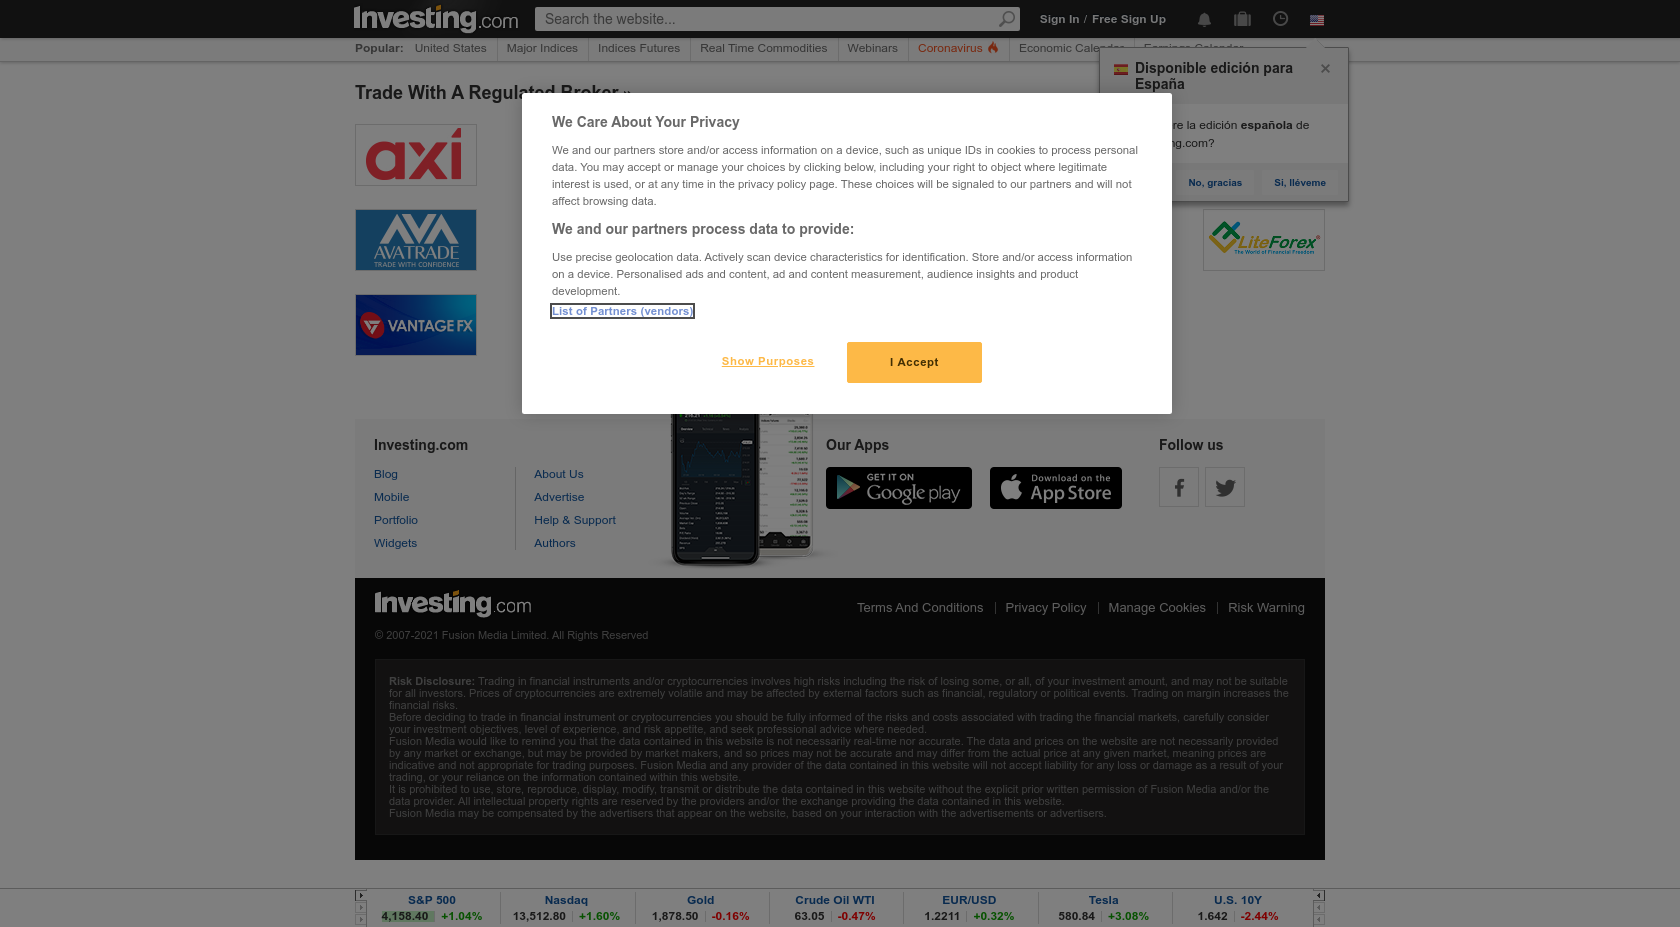 Investing.com
Search the website...
Sign In / Free Sign Up
Popular:
United States
Major Indices
Indices Futures
Real Time Commodities
Webinars
Coronavirus
Economic Calendar
Earnings Calendar
Disponible edición para
España
re la edición española de
ng.com?
No, gracias
Si, lléveme
Trade With A Regulated Broker »
axi
AVATRADE
TRADE WITH CONFIDENCE
VANTAGE FX
LiteForex
The World of Financial Freedom
We Care About Your Privacy
We and our partners store and/or access information on a device, such as unique IDs in cookies to process personal
data. You may accept or manage your choices by clicking below, including your right to object where legitimate
interest is used, or at any time in the privacy policy page. These choices will be signaled to our partners and will not
affect browsing data.
We and our partners process data to provide:
Use precise geolocation data. Actively scan device characteristics for identification. Store and/or access information
on a device. Personalised ads and content, ad and content measurement, audience insights and product
development.
List of Partners (vendors)
Show Purposes
I Accept
Investing.com
Blog
Mobile
Portfolio
Widgets
About Us
Advertise
Help & Support
Authors
Our Apps
GET IT ON
Google play
Download on the
App Store
Follow us
Investing.com
Terms And Conditions
Privacy Policy
Manage Cookies
Risk Warning
© 2007-2021 Fusion Media Limited. All Rights Reserved
Risk Disclosure: Trading in financial instruments and/or cryptocurrencies involves high risks including the risk of losing some, or all, of your investment amount, and may not be suitable
for all investors. Prices of cryptocurrencies are extremely volatile and may be affected by external factors such as financial, regulatory or political events. Trading on margin increases the
financial risks.
Before deciding to trade in financial instrument or cryptocurrencies you should be fully informed of the risks and costs associated with trading the financial markets, carefully consider
your investment objectives, level of experience, and risk appetite, and seek professional advice where needed.
Fusion Media would like to remind you that the data contained in this website is not necessarily real-time nor accurate. The data and prices on the website are not necessarily provided
by any market or exchange, but may be provided by market makers, and so prices may not be accurate and may differ from the actual price at any given market, meaning prices are
indicative and not appropriate for trading purposes. Fusion Media and any provider of the data contained in this website will not accept liability for any loss or damage as a result of your
trading, or your reliance on the information contained within this website.
It is prohibited to use, store, reproduce, display, modify, transmit or distribute the data contained in this website without the explicit prior written permission of Fusion Media and/or the
data provider. All intellectual property rights are reserved by the providers and/or the exchange providing the data contained in this website.
Fusion Media may be compensated by the advertisers that appear on the website, based on your interaction with the advertisements or advertisers.
S&P 500
4,158.40 +1.04%
Nasdaq
13,512.80 +1.60%
Gold
1,878.50 -0.16%
Crude Oil WTI
63.05 -0.47%
EUR/USD
1.2211 +0.32%
Tesla
580.84 +3.08%
U.S. 10Y
1.642 -2.44%